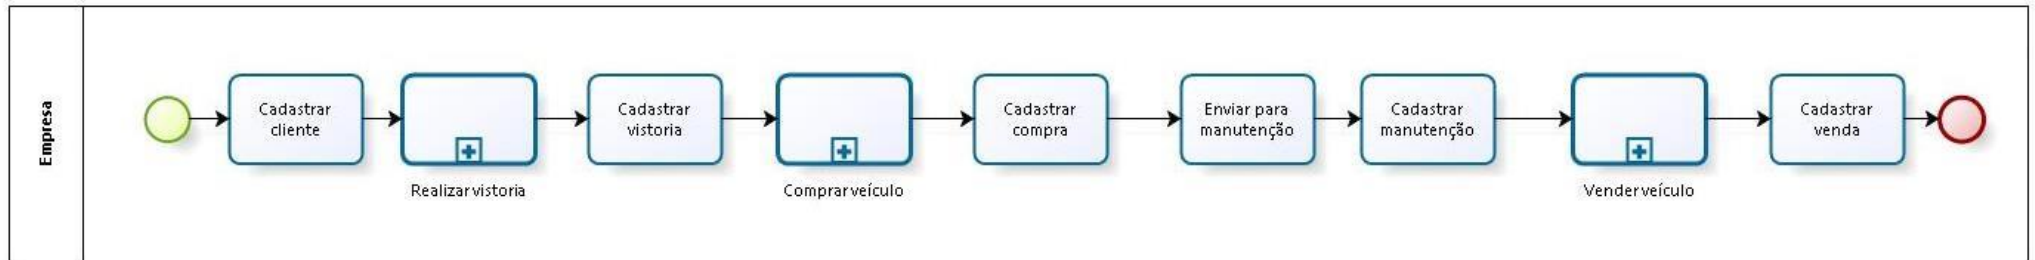 Empresa
Cadastrar
cliente
Realizar vistoria
Cadastrar
vistoria
Comprar veículo
Cadastrar
compra
Enviar para
manutenção
Cadastrar
manutenção
Vender veículo
Cadastrar
venda